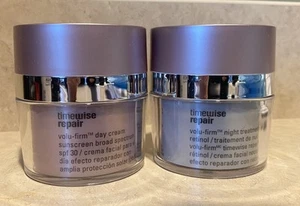 timewise
repair
volu-firm™ day cream
sunscreen broad spectrum
spf 30 / crema facial para
día efecto reparador con
amplia protección solar
timewise
repair
volu-firm™ night treatment
retinol / traitement de nuit
volu-firm™ timewise repair
retinol / crema facial
efecto reparador con